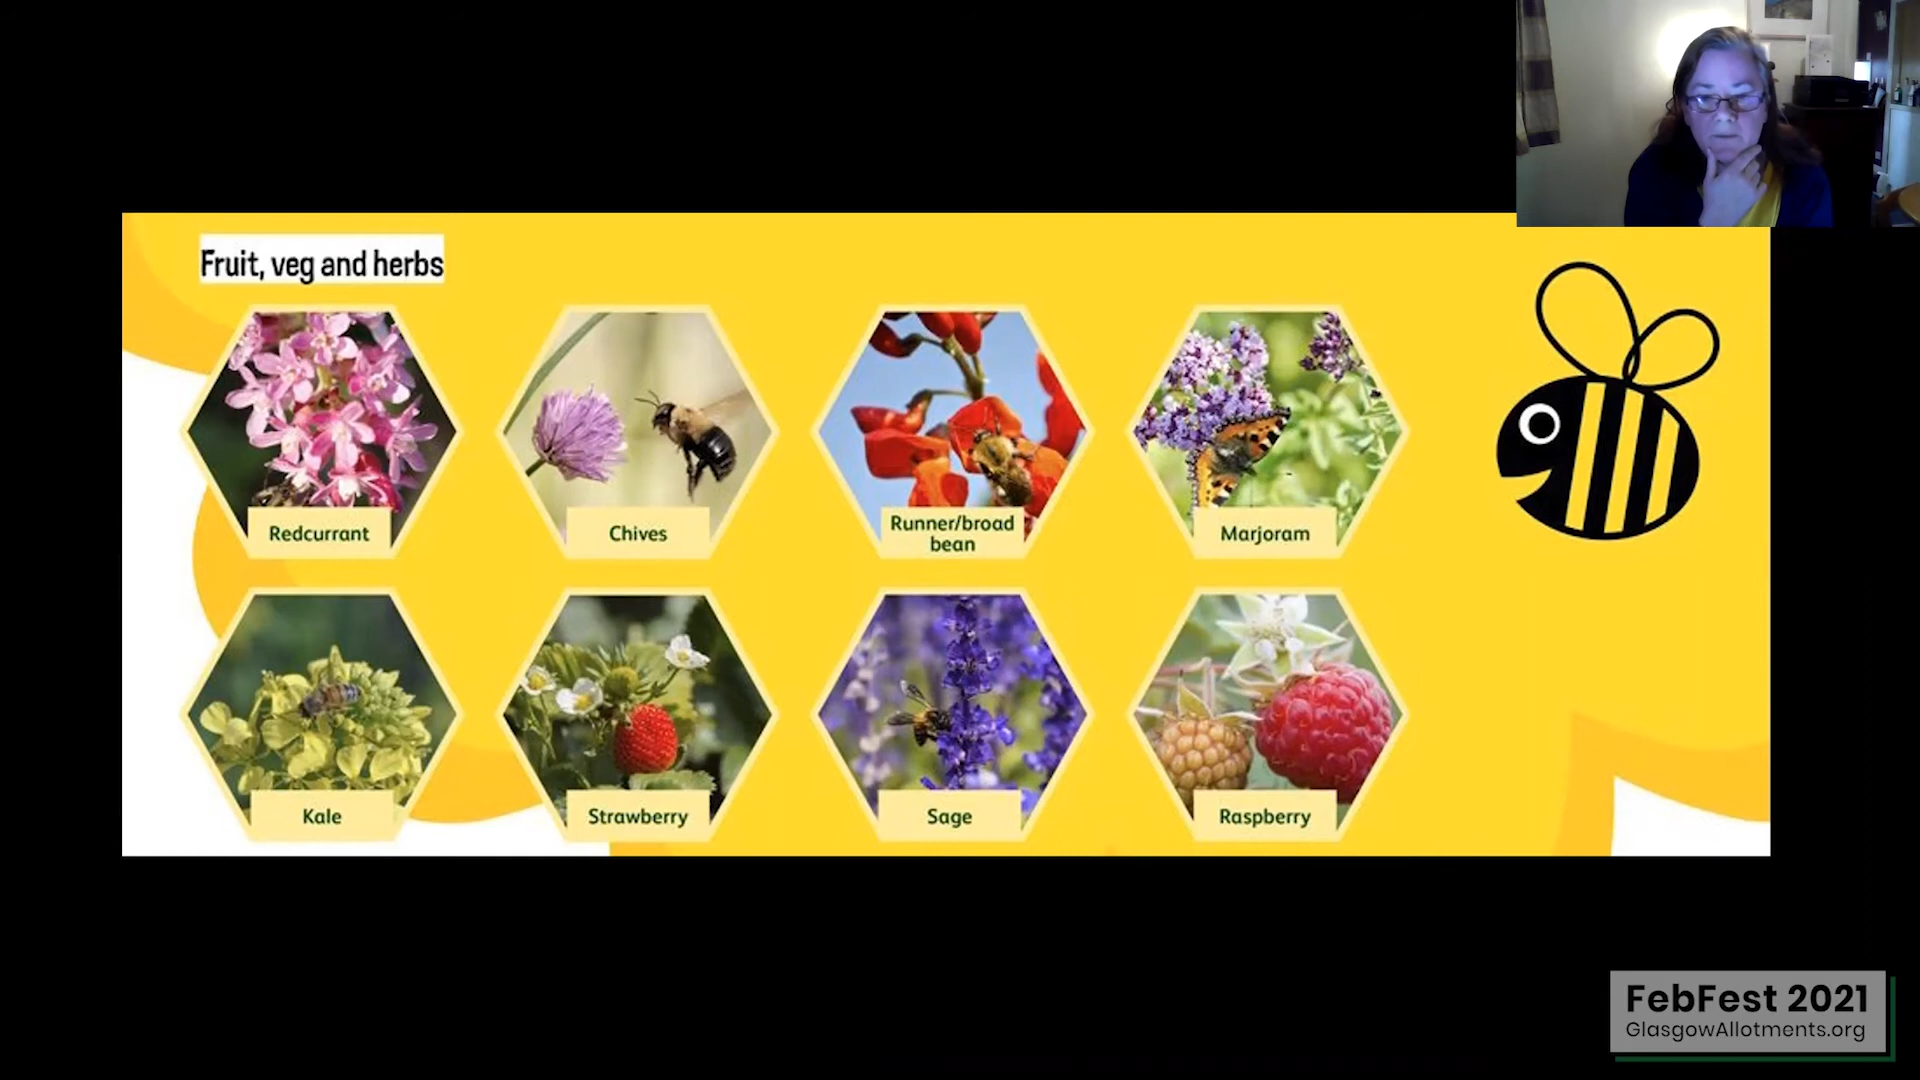 Fruit, veg and herbs
Redcurrant
Chives
Runner/broad
bean
Marjoram
Kale
Strawberry
Sage
Raspberry
FebFest 2021
GlasgowAllotments.org